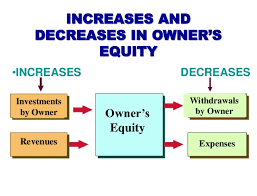 INCREASES AND
DECREASES IN OWNER'S
EQUITY
•INCREASES
DECREASES
Investments
by Owner
Owner's
Equity
Withdrawals
by Owner
Revenues
Expenses